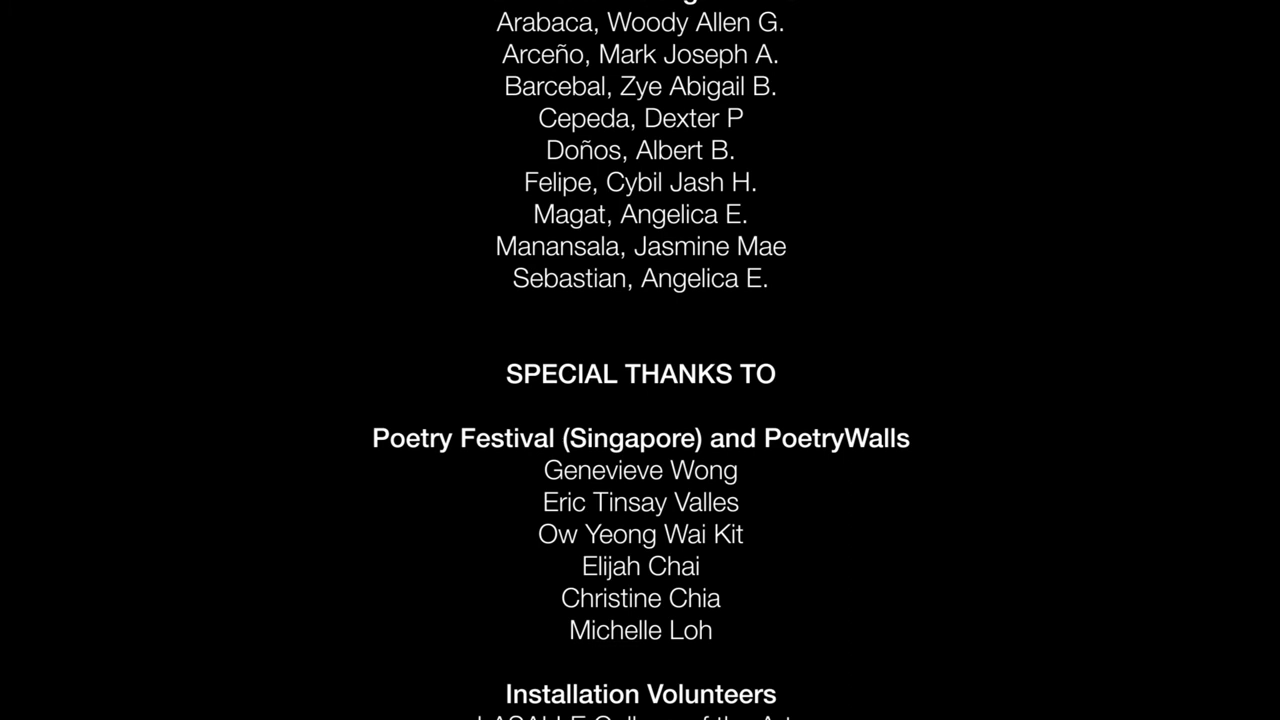 Arabaca, Woody Allen G.
Arceño, Mark Joseph A.
Barcebal, Zye Abigail B.
Cepeda, Dexter P
Doños, Albert B.
Felipe, Cybil Jash H.
Magat, Angelica E.
Manansala, Jasmine Mae
Sebastian, Angelica E.
SPECIAL THANKS TO
Poetry Festival (Singapore) and PoetryWalls
Genevieve Wong
Eric Tinsay Valles
Ow Yeong Wai Kit
Elijah Chai
Christine Chia
Michelle Loh
Installation Volunteers